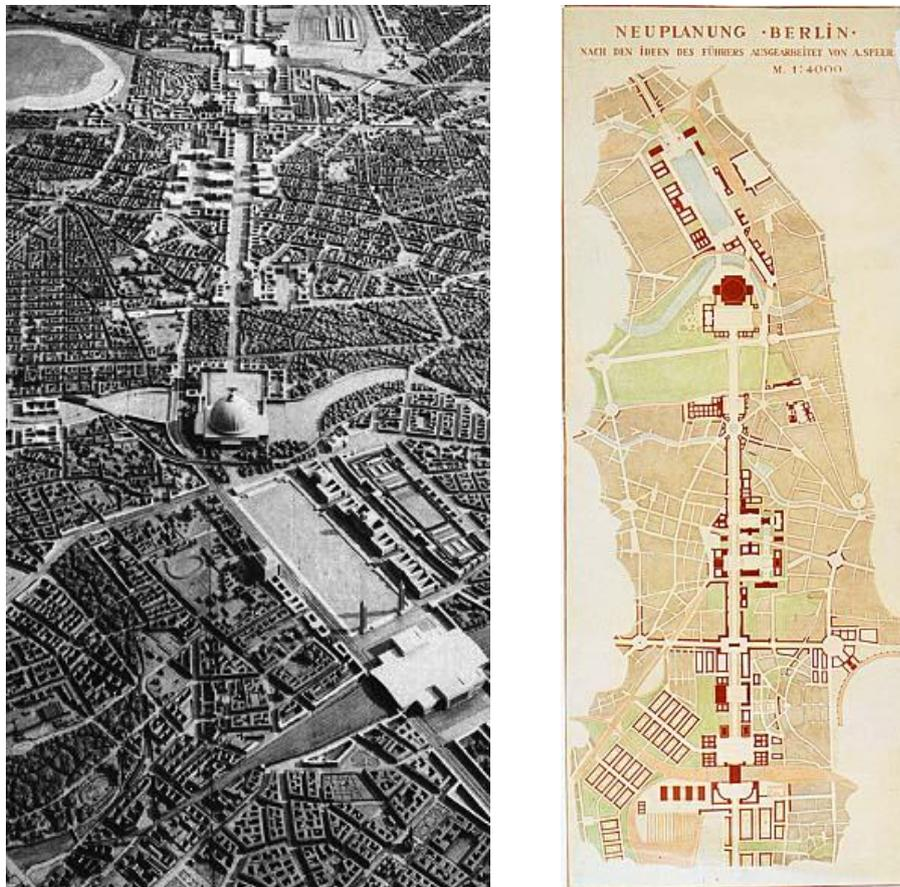 NEUPLANUNG · BERLIN ·
NACH DEN IDEEN DES FÜHRERS AUSGEARBEITET VON A. SPEER
M. 1:4000